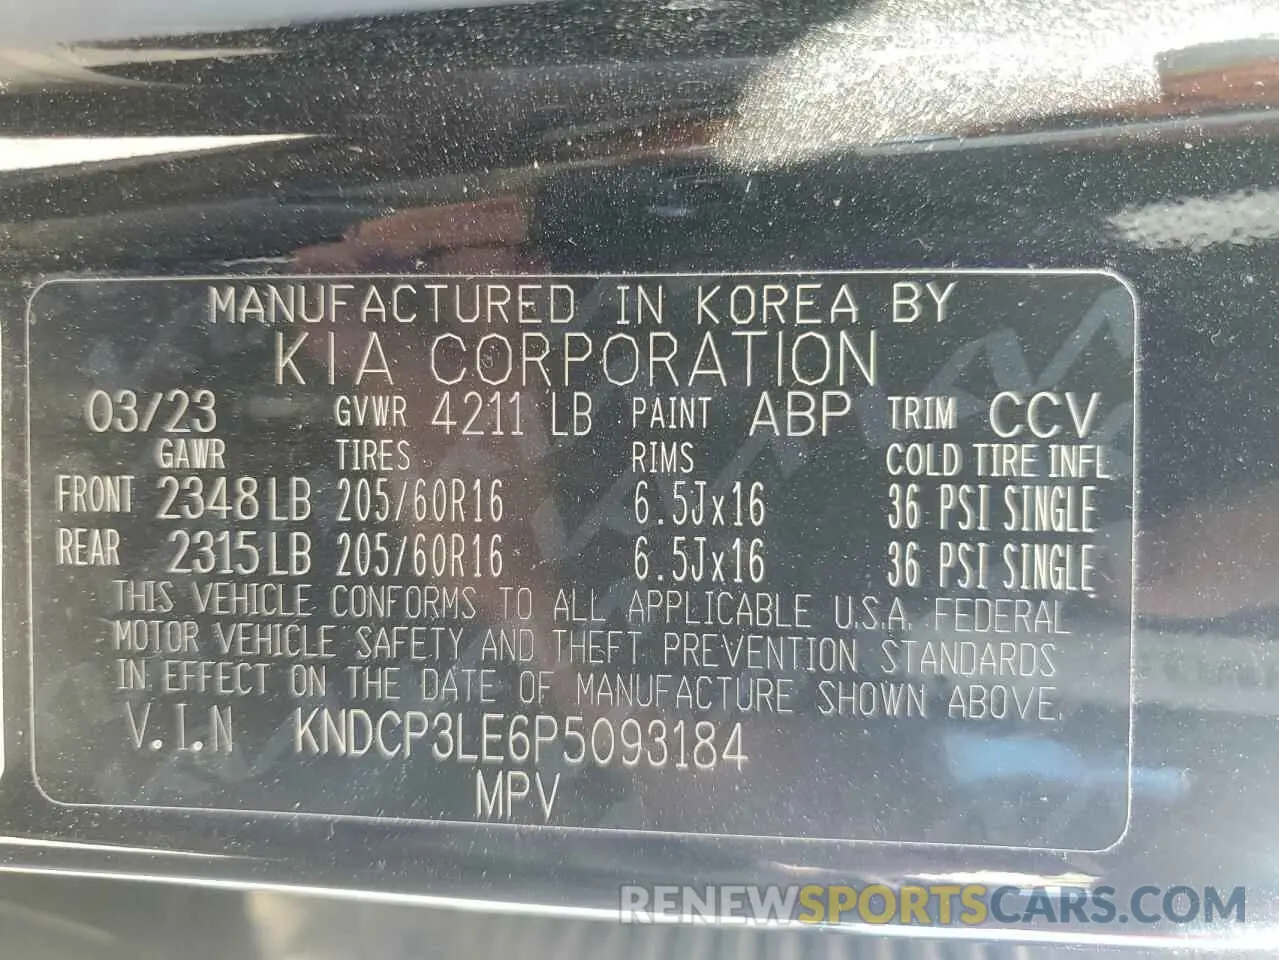 MANUFACTURED IN KOREA BY
KIA CORPORATION
03/23 GVWR 4211 LB PAINT ABP TRIM CCV
GAWR TIRES RIMS COLD TIRE INFL
FRONT 2348LB 205/60R16 6.5Jx16 36 PSI SINGLE
REAR 2315LB 205/60R16 6.5Jx16 36 PSI SINGLE
THIS VEHICLE CONFORMS TO ALL APPLICABLE U.S.A. FEDERAL
MOTOR VEHICLE SAFETY AND THEFT PREVENTION STANDARDS
IN EFFECT ON THE DATE OF MANUFACTURE SHOWN ABOVE.
V.I.N KNDCP3LE6P5093184
MPV
RENEWSPORTSCARS.COM